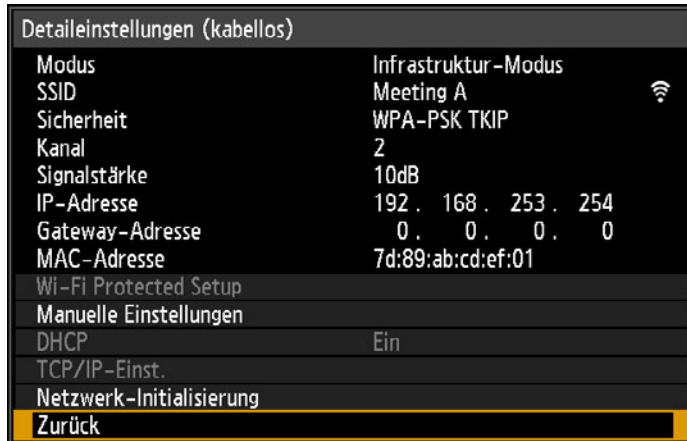 Detaileinstellungen (kabellos)
Modus Infrastruktur-Modus
SSID Meeting A
Sicherheit WPA-PSK TKIP
Kanal 2
Signalstärke 10dB
IP-Adresse 192 . 168 . 253 . 254
Gateway-Adresse 0 . 0 . 0 . 0
MAC-Adresse 7d:89:ab:cd:ef:01
Wi-Fi Protected Setup
Manuelle Einstellungen
DHCP Ein
TCP/IP-Einst.
Netzwerk-Initialisierung
Zurück